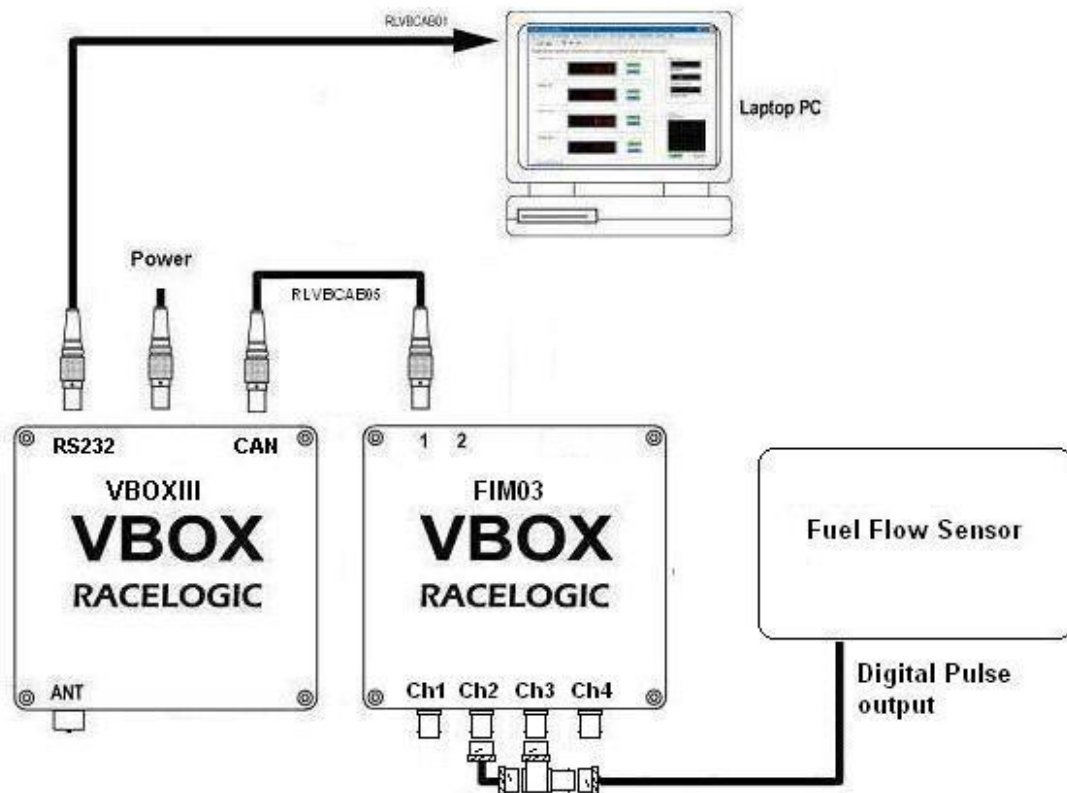 RLVBCAB01
Laptop PC
Power
RLVBCAB05
RS232
CAN
VBOXIII
VBOX
RACELOGIC
ANT
1 2
FIM03
VBOX
RACELOGIC
Ch1 Ch2 Ch3 Ch4
Fuel Flow Sensor
Digital Pulse
output